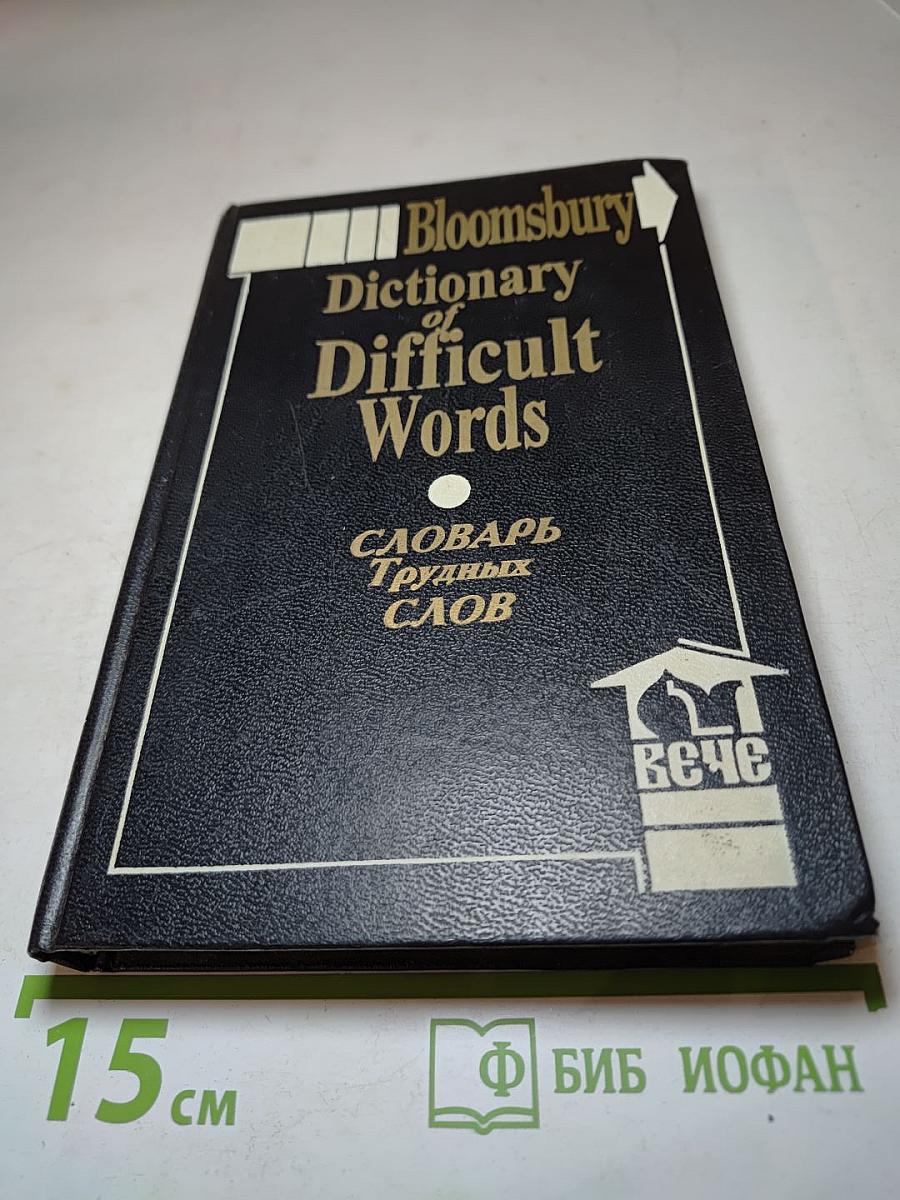 Bloomsbury
Dictionary
of
Difficult
Words
СЛОВАРЬ
Трудных
СЛОВ
ВЕЧЕ
15 см
Ф БИБ ИОФАН